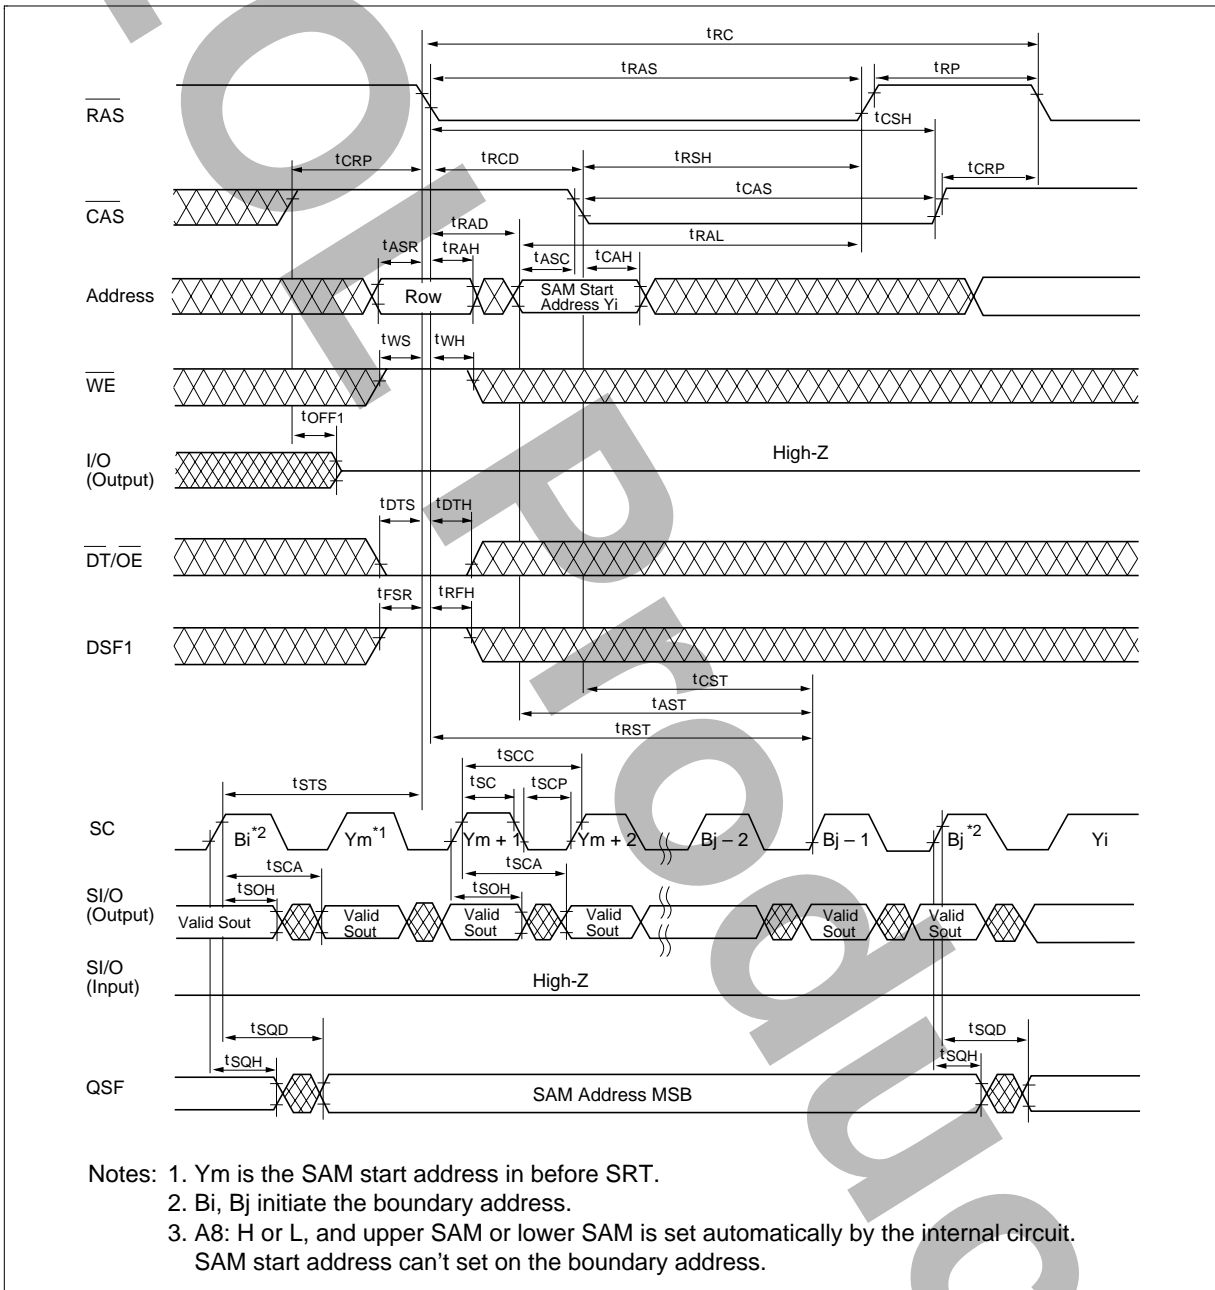 tRC
tRAS
tRP
RAS
tCSH
tCRP
tRCD
tRSH
tCRP
tCAS
CAS
tRAD
tRAL
tASR
tRAH
tASC
tCAH
Address
Row
SAM Start
Address Yi
tWS
tWH
WE
tOFF1
I/O
(Output)
High-Z
tDTS
tDTH
DT/OE
tFSR
tRFH
DSF1
tCST
tAST
tRST
tSCC
tSTS
tSC
tSCP
SC
Bi*2
Ym*1
Ym + 1
Ym + 2
Bj – 2
Bj – 1
Bj*2
Yi
tSCA
tSCA
tSOH
tSOH
SI/O
(Output)
Valid Sout
Valid
Sout
Valid
Sout
Valid
Sout
Valid
Sout
Valid
Sout
SI/O
(Input)
High-Z
tSQD
tSQD
tSQH
tSQH
QSF
SAM Address MSB
Notes: 1. Ym is the SAM start address in before SRT.
2. Bi, Bj initiate the boundary address.
3. A8: H or L, and upper SAM or lower SAM is set automatically by the internal circuit.
SAM start address can't set on the boundary address.
OL Produc